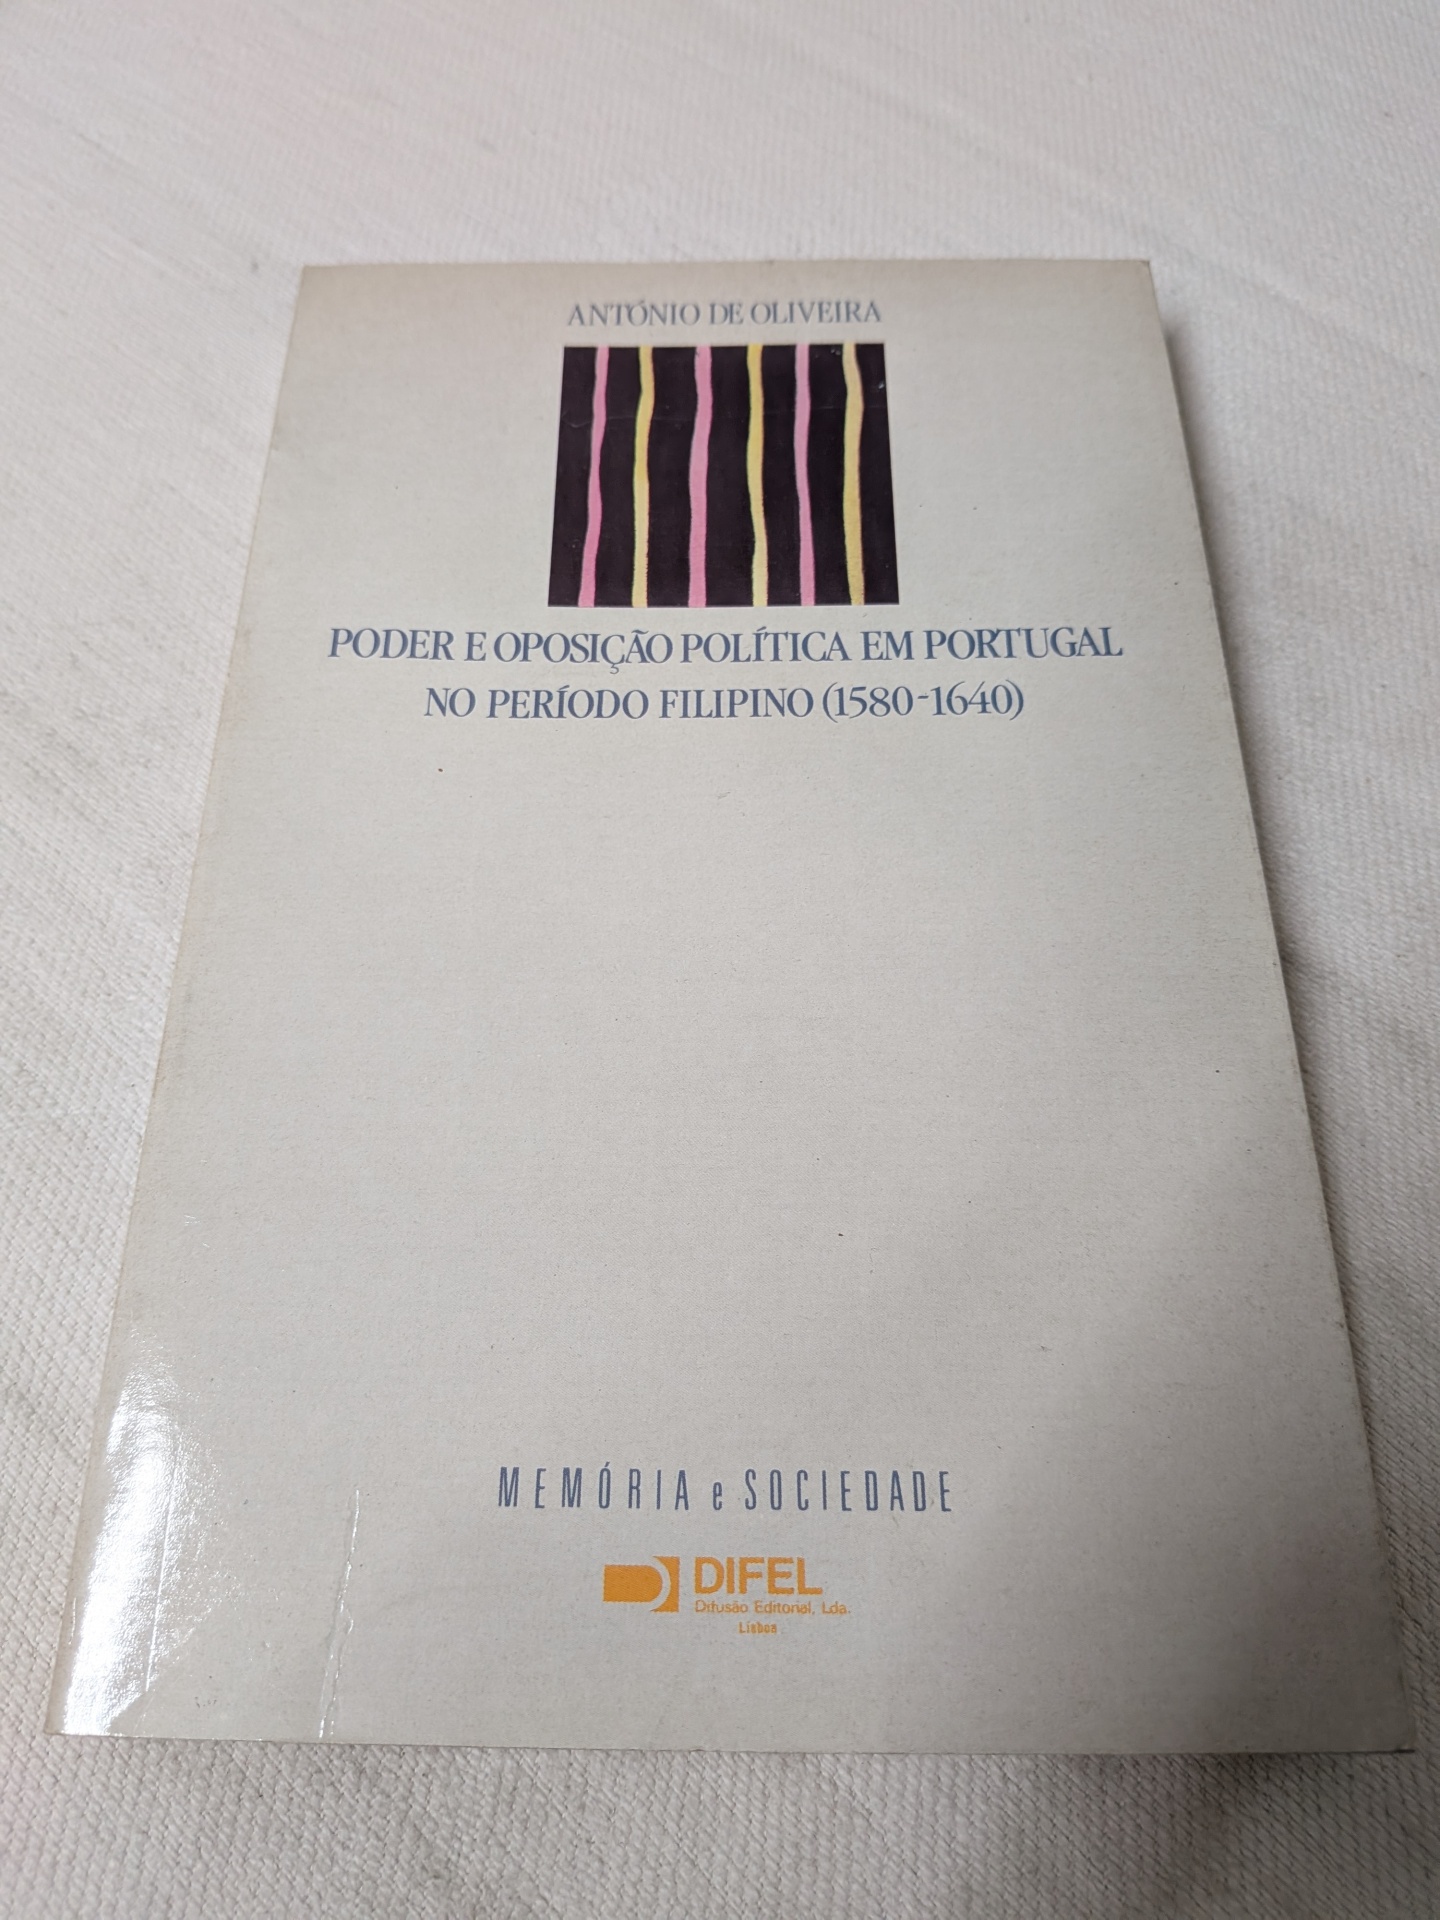 ANTÓNIO DE OLIVEIRA
PODER E OPOSIÇÃO POLÍTICA EM PORTUGAL
NO PERÍODO FILIPINO (1580-1640)
MEMÓRIA e SOCIEDADE
DIFEL
Difusão Editorial, Lda.
Lisboa